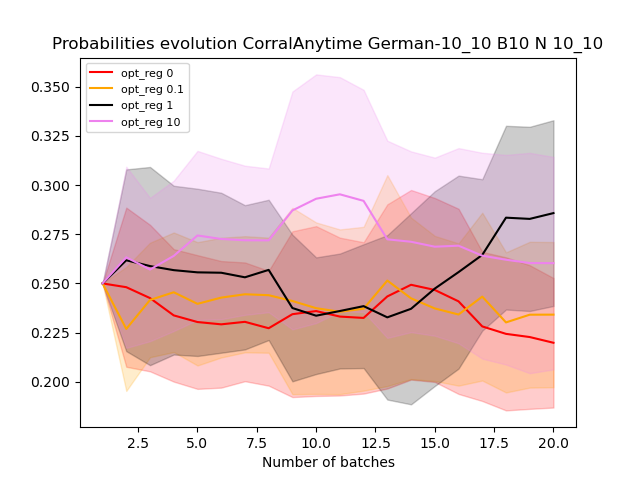 Probabilities evolution CorralAnytime German-10_10 B10 N 10_10
opt_reg 0
opt_reg 0.1
opt_reg 1
opt_reg 10
0.350
0.325
0.300
0.275
0.250
0.225
0.200
2.5 5.0 7.5 10.0 12.5 15.0 17.5 20.0
Number of batches